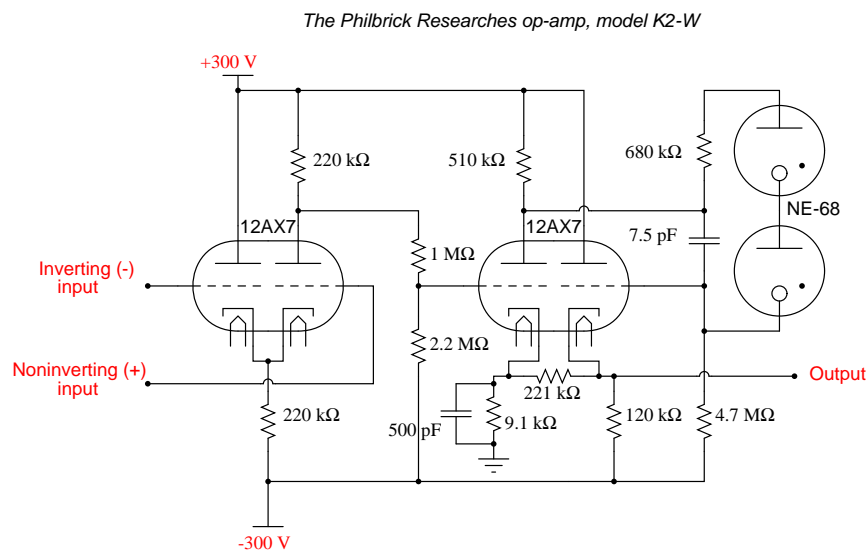 The Philbrick Researches op-amp, model K2-W
+300 V
220 kΩ
510 kΩ
680 kΩ
NE-68
12AX7
12AX7
7.5 pF
1 MΩ
Inverting (-)
input
2.2 MΩ
Noninverting (+)
input
Output
221 kΩ
220 kΩ
500 pF
9.1 kΩ
120 kΩ
4.7 MΩ
-300 V